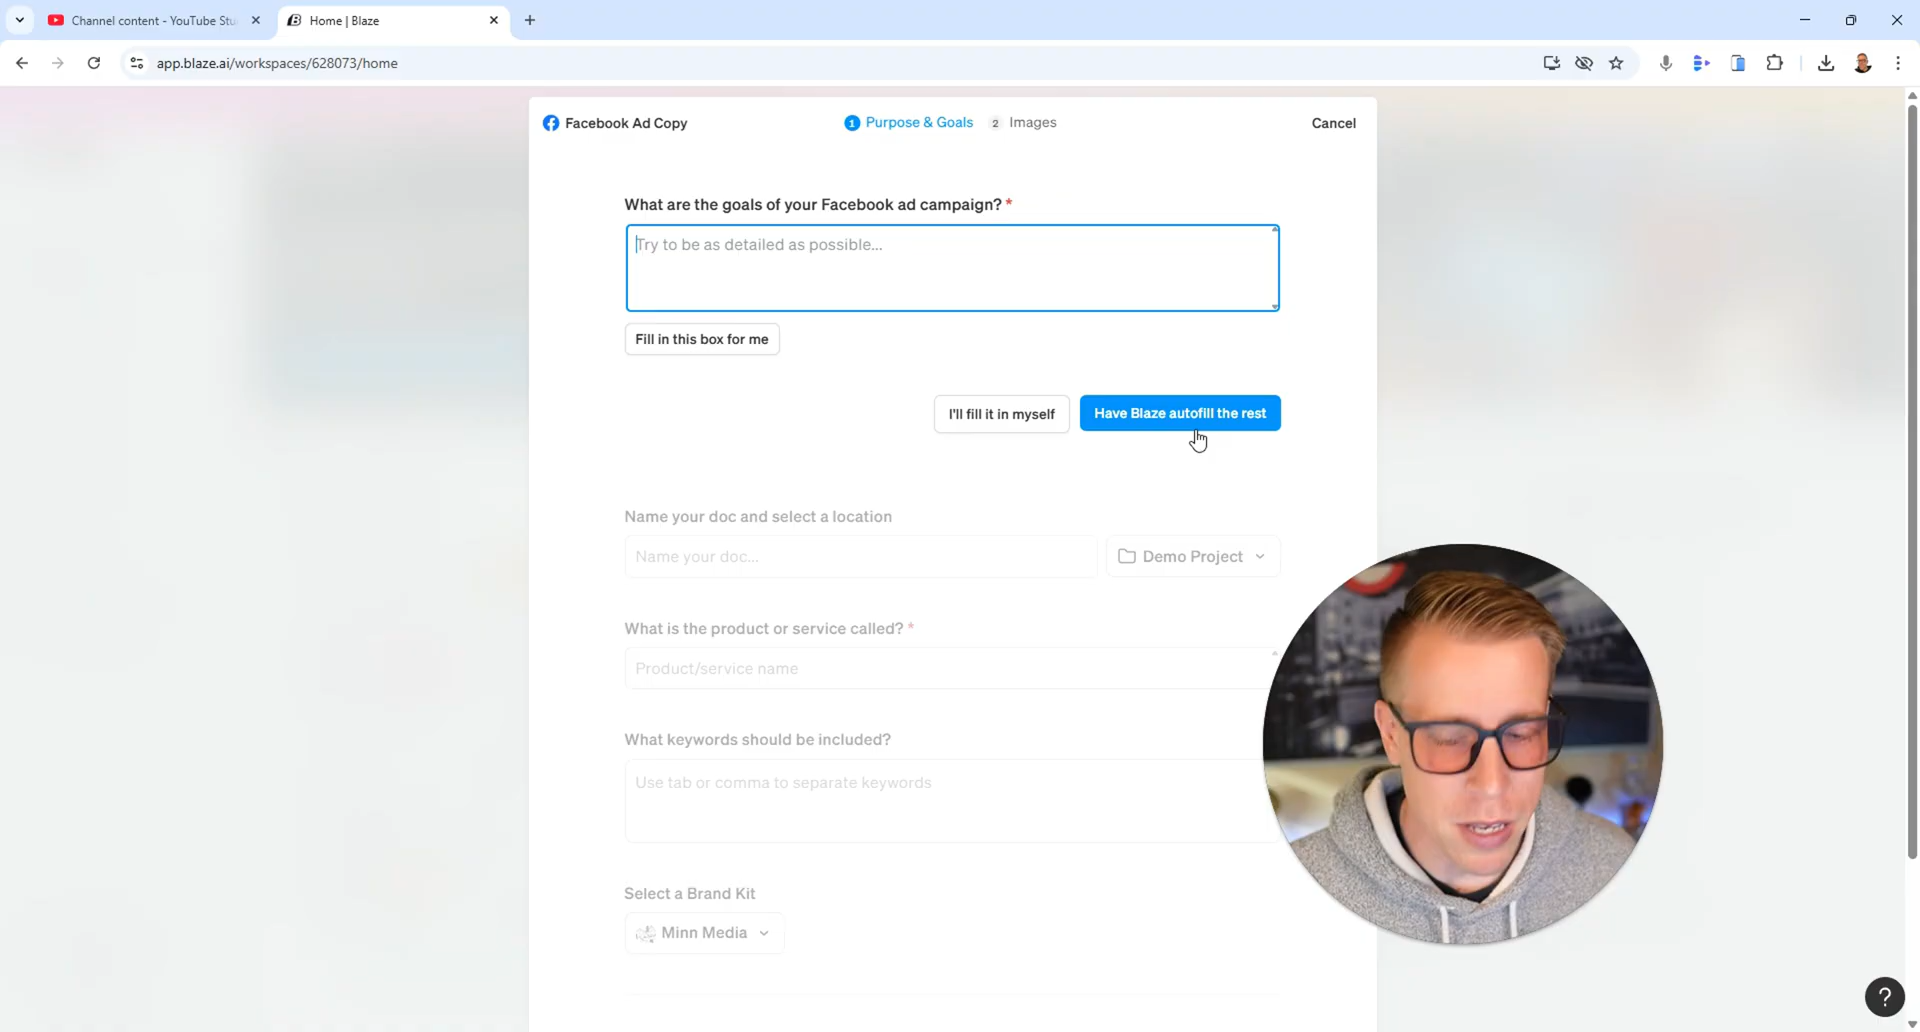 Channel content - YouTube Stu
Home | Blaze
app.blaze.ai/workspaces/628073/home
Facebook Ad Copy
1 Purpose & Goals 2 Images
Cancel
What are the goals of your Facebook ad campaign? *
Try to be as detailed as possible...
Fill in this box for me
I'll fill it in myself
Have Blaze autofill the rest
Name your doc and select a location
Name your doc...
Demo Project
What is the product or service called? *
Product/service name
What keywords should be included?
Use tab or comma to separate keywords
Select a Brand Kit
Minn Media
?